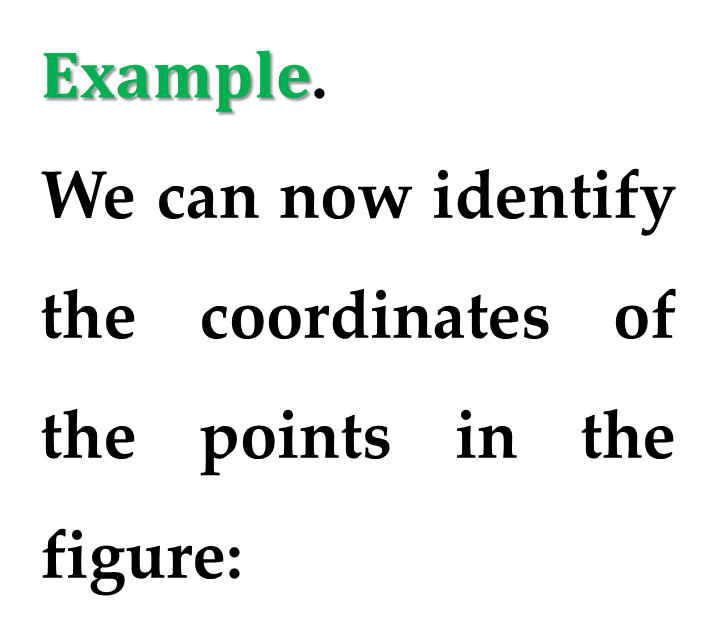 Example.
We can now identify
the coordinates of
the points in the
figure: